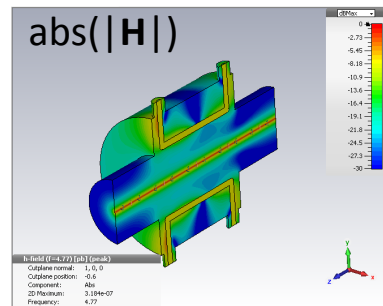 abs(|H|)
dBMax
0
-2.73
-5.45
-8.18
-10.9
-13.6
-16.4
-19.1
-21.8
-24.5
-27.3
-30
h-field (f=4.77) [pb] (peak)
Cutplane normal: 1, 0, 0
Cutplane position: -0.6
Component: Abs
2D Maximum: 3.184e-07
Frequency: 4.77
y
z
x